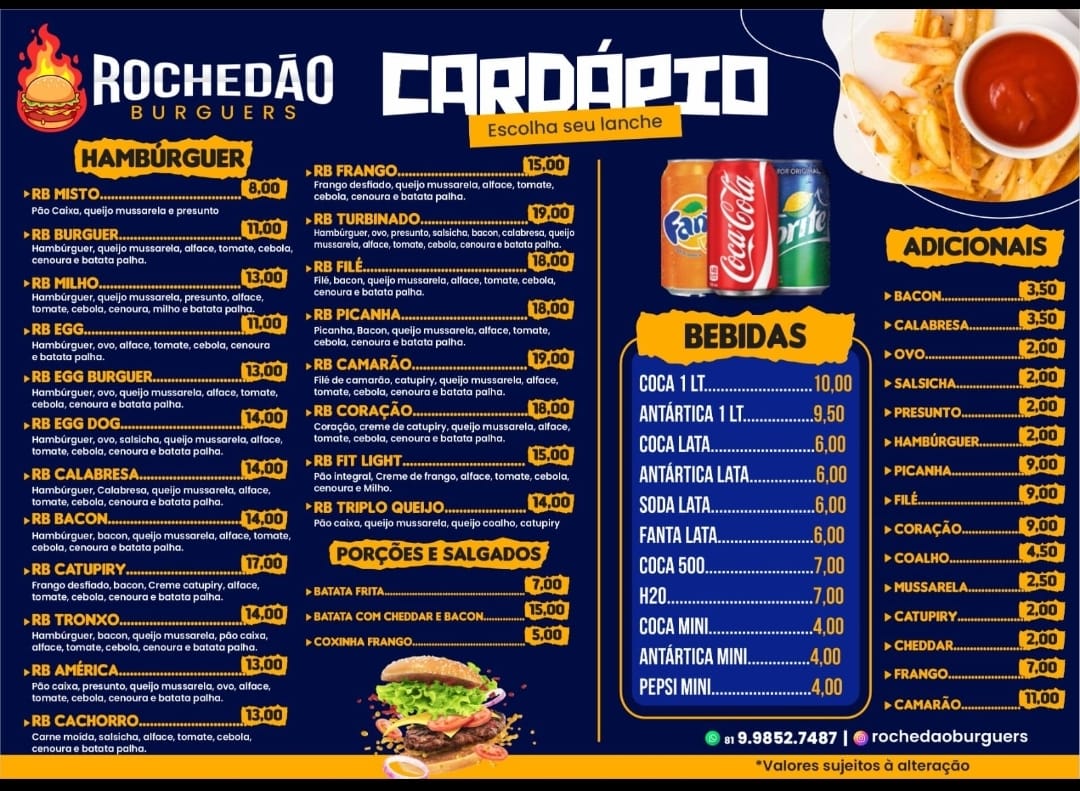 ROCHEDÃO
BURGUERS
CARDÁPIO
Escolha seu lanche
HAMBÚRGUER
RB MISTO 8,00
Pão Caixa, queijo mussarela e presunto
RB BURGUER 11,00
Hambúrguer, queijo mussarela, alface, tomate, cebola,
cenoura e batata palha.
RB MILHO 13,00
Hambúrguer, queijo mussarela, presunto, alface,
tomate, cebola, cenoura, milho e batata palha.
RB EGG 11,00
Hambúrguer, ovo, alface, tomate, cebola, cenoura
e batata palha.
RB EGG BURGUER 13,00
Hambúrguer, ovo, queijo mussarela, alface, tomate,
cebola, cenoura e batata palha.
RB EGG DOG 14,00
Hambúrguer, ovo, salsicha, queijo mussarela, alface,
tomate, cebola, cenoura e batata palha.
RB CALABRESA 14,00
Hambúrguer, Calabresa, queijo mussarela, alface,
tomate, cebola, cenoura e batata palha.
RB BACON 14,00
Hambúrguer, bacon, queijo mussarela, alface, tomate,
cebola, cenoura e batata palha.
RB CATUPIRY 17,00
Frango desfiado, bacon, Creme catupiry, alface,
tomate, cebola, cenoura e batata palha.
RB TRONXO 14,00
Hambúrguer, bacon, queijo mussarela, pão caixa,
alface, tomate, cebola, cenoura e batata palha.
RB AMÉRICA 13,00
Pão caixa, presunto, queijo mussarela, ovo, alface,
tomate, cebola, cenoura e batata palha.
RB CACHORRO 13,00
Carne moída, salsicha, alface, tomate, cebola,
cenoura e batata palha.
RB FRANGO 15,00
Frango desfiado, queijo mussarela, alface, tomate,
cebola, cenoura e batata palha.
RB TURBINADO 19,00
Hambúrguer, ovo, presunto, salsicha, bacon, calabresa, queijo
mussarela, alface, tomate, cebola, cenoura e batata palha.
RB FILÉ 18,00
Filé, bacon, queijo mussarela, alface, tomate, cebola,
cenoura e batata palha.
RB PICANHA 18,00
Picanha, Bacon, queijo mussarela, alface, tomate,
cebola, cenoura e batata palha.
RB CAMARÃO 19,00
Filé de camarão, catupiry, queijo mussarela, alface,
tomate, cebola, cenoura e batata palha.
RB CORAÇÃO 18,00
Coração, creme de catupiry, queijo mussarela, alface,
tomate, cebola, cenoura e batata palha.
RB FIT LIGHT 15,00
Pão integral, Creme de frango, alface, tomate, cebola,
cenoura e Milho.
RB TRIPLO QUEIJO 14,00
Pão caixa, queijo mussarela, queijo coalho, catupiry
PORÇÕES E SALGADOS
BATATA FRITA 7,00
BATATA COM CHEDDAR E BACON 15,00
COXINHA FRANGO 5,00
Fanta
Coca-Cola
Sprite
BEBIDAS
COCA 1 LT 10,00
ANTÁRTICA 1 LT 9,50
COCA LATA 6,00
ANTÁRTICA LATA 6,00
SODA LATA 6,00
FANTA LATA 6,00
COCA 500 7,00
H2O 7,00
COCA MINI 4,00
ANTÁRTICA MINI 4,00
PEPSI MINI 4,00
ADICIONAIS
BACON 3,50
CALABRESA 3,50
OVO 2,00
SALSICHA 2,00
PRESUNTO 2,00
HAMBÚRGUER 2,00
PICANHA 9,00
FILÉ 9,00
CORAÇÃO 9,00
COALHO 4,50
MUSSARELA 2,50
CATUPIRY 2,00
CHEDDAR 2,00
FRANGO 7,00
CAMARÃO 11,00
81 9.9852.7487 | rochedaoburguers
*Valores sujeitos à alteração